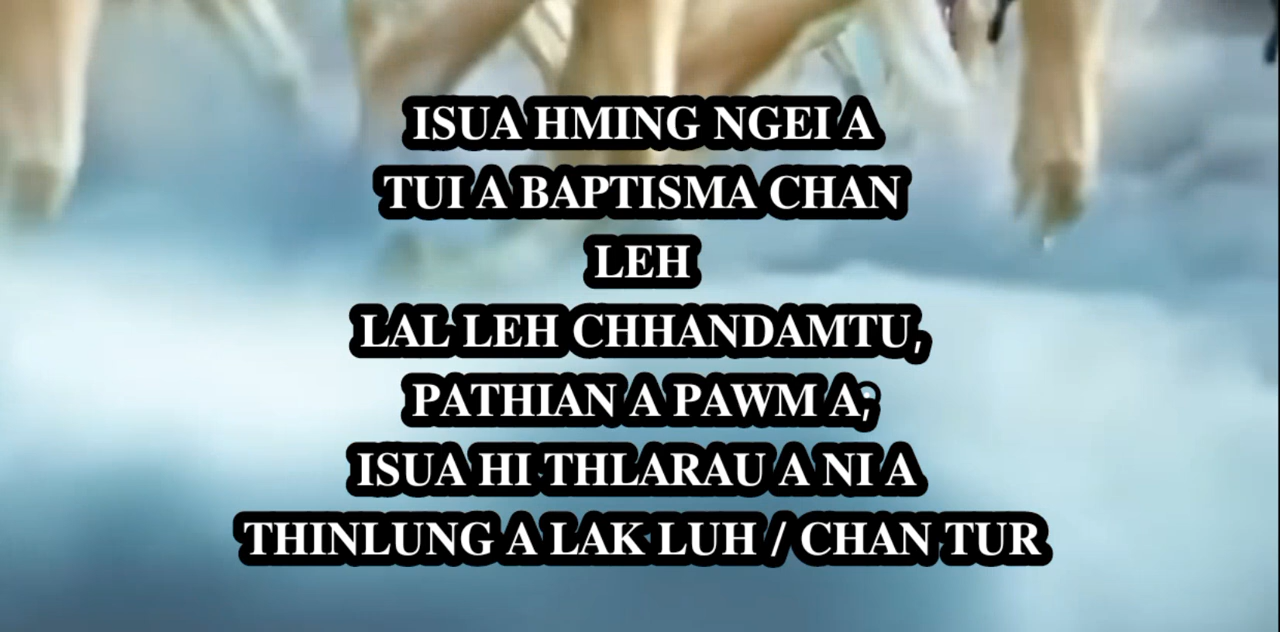 ISUA HMING NGEI A
TUI A BAPTISMA CHAN
LEH
LAL LEH CHHANDAMTU,
PATHIAN A PAWM A;
ISUA HI THLARAU A NI A
THINLUNG A LAK LUH / CHAN TUR